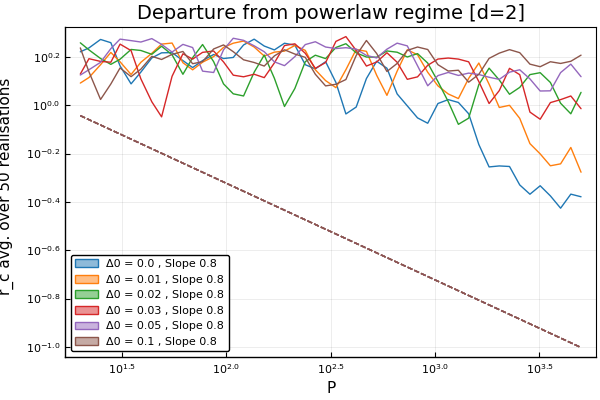 Departure from powerlaw regime [d=2]
r_c avg. over 50 realisations
10^0.2
10^0.0
10^−0.2
10^−0.4
10^−0.6
10^−0.8
10^−1.0
Δ0 = 0.0 , Slope 0.8
Δ0 = 0.01 , Slope 0.8
Δ0 = 0.02 , Slope 0.8
Δ0 = 0.03 , Slope 0.8
Δ0 = 0.05 , Slope 0.8
Δ0 = 0.1 , Slope 0.8
10^1.5 10^2.0 10^2.5 10^3.0 10^3.5
P